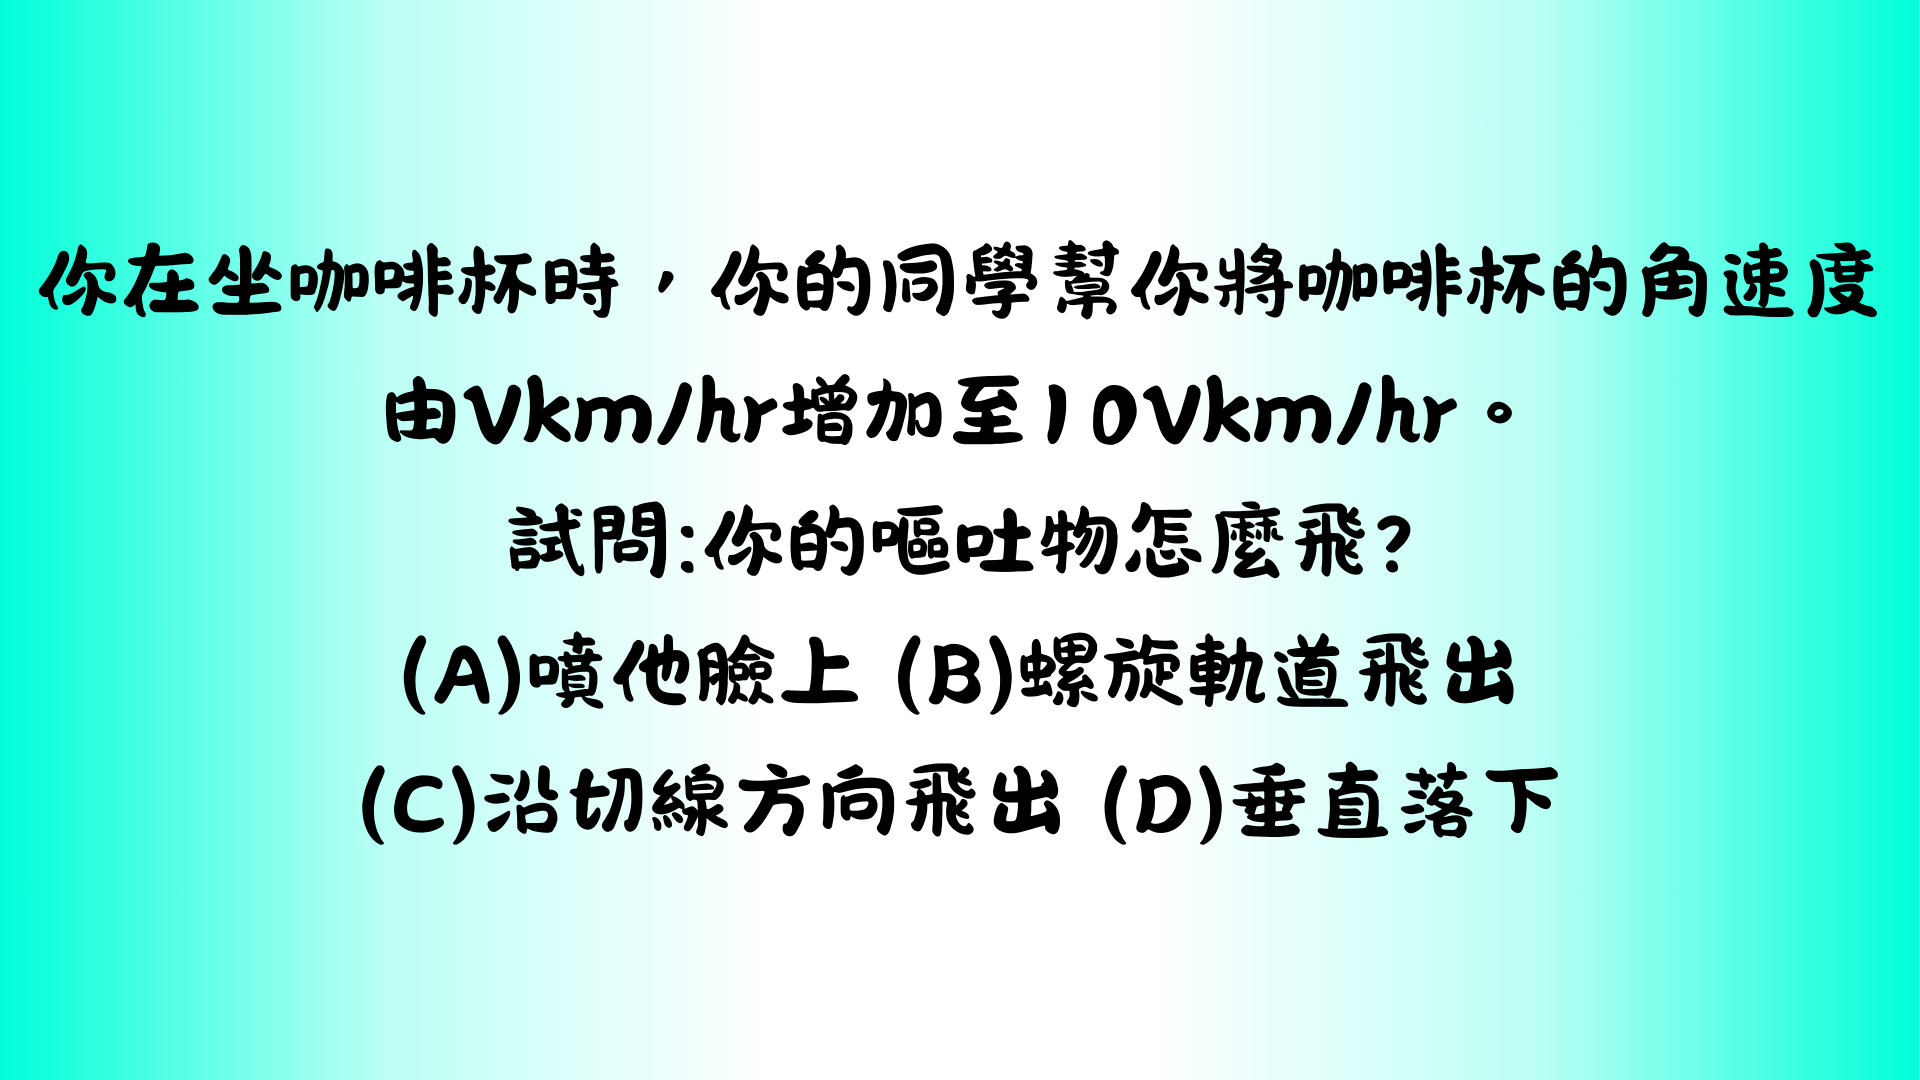 你在坐咖啡杯時，你的同學幫你將咖啡杯的角速度
由Vkm/hr增加至10Vkm/hr。
試問:你的嘔吐物怎麼飛?
(A)噴他臉上 (B)螺旋軌道飛出
(C)沿切線方向飛出 (D)垂直落下